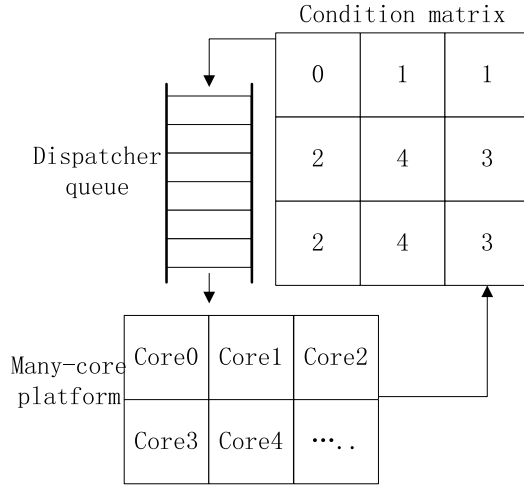 Condition matrix
0 1 1
Dispatcher
queue
2 4 3
2 4 3
Many-core
platform
Core0 Core1 Core2
Core3 Core4 …..